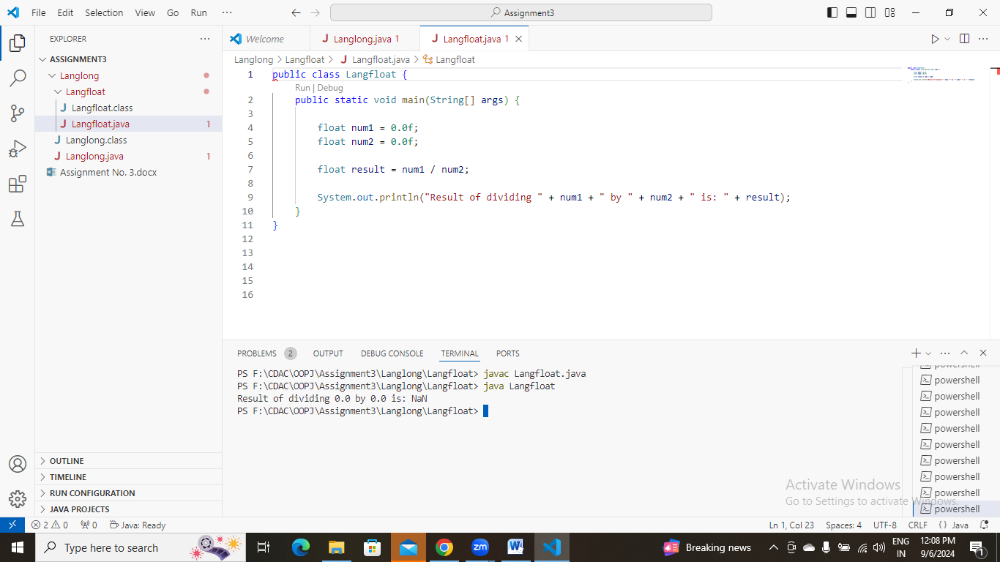 File Edit Selection View Go Run ···
Assignment3
EXPLORER ···
ASSIGNMENT3
Langlong
Langfloat
Langfloat.class
Langfloat.java 1
Langlong.class
Langlong.java 1
Assignment No. 3.docx
OUTLINE
TIMELINE
RUN CONFIGURATION
JAVA PROJECTS
Welcome
Langlong.java 1
Langfloat.java 1
Langlong > Langfloat > Langfloat.java > Langfloat
1 public class Langfloat {
Run | Debug
2 public static void main(String[] args) {
3
4 float num1 = 0.0f;
5 float num2 = 0.0f;
6
7 float result = num1 / num2;
8
9 System.out.println("Result of dividing " + num1 + " by " + num2 + " is: " + result);
10 }
11 }
12
13
14
15
16
PROBLEMS 2 OUTPUT DEBUG CONSOLE TERMINAL PORTS
PS F:\CDAC\OOPJ\Assignment3\Langlong\Langfloat> javac Langfloat.java
PS F:\CDAC\OOPJ\Assignment3\Langlong\Langfloat> java Langfloat
Result of dividing 0.0 by 0.0 is: NaN
PS F:\CDAC\OOPJ\Assignment3\Langlong\Langfloat>
powershell
powershell
powershell
powershell
powershell
powershell
powershell
powershell
powershell
powershell
Activate Windows
Go to Settings to activate Windows.
2 0 0 Java: Ready
Ln 1, Col 23 Spaces: 4 UTF-8 CRLF {} Java
Type here to search
zm
W
Breaking news
ENG
IN
12:08 PM
9/6/2024
1